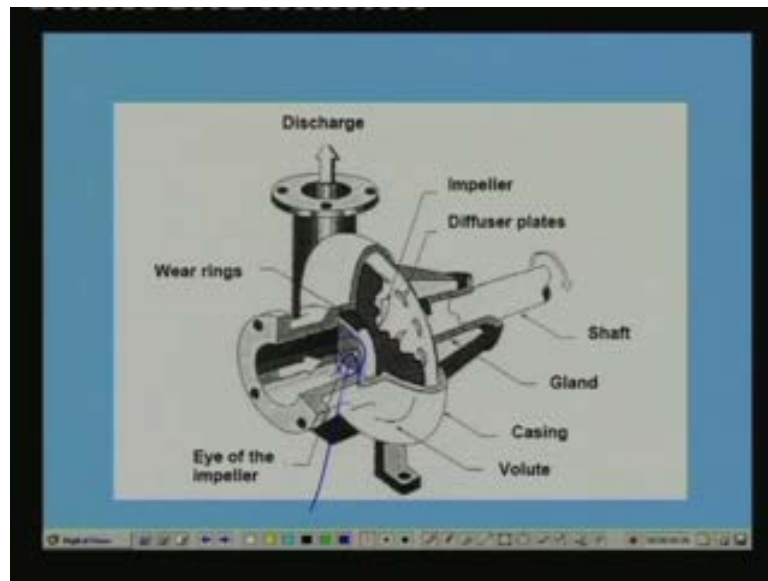 Discharge
Impeller
Diffuser plates
Wear rings
Shaft
Gland
Casing
Eye of the
impeller
Volute